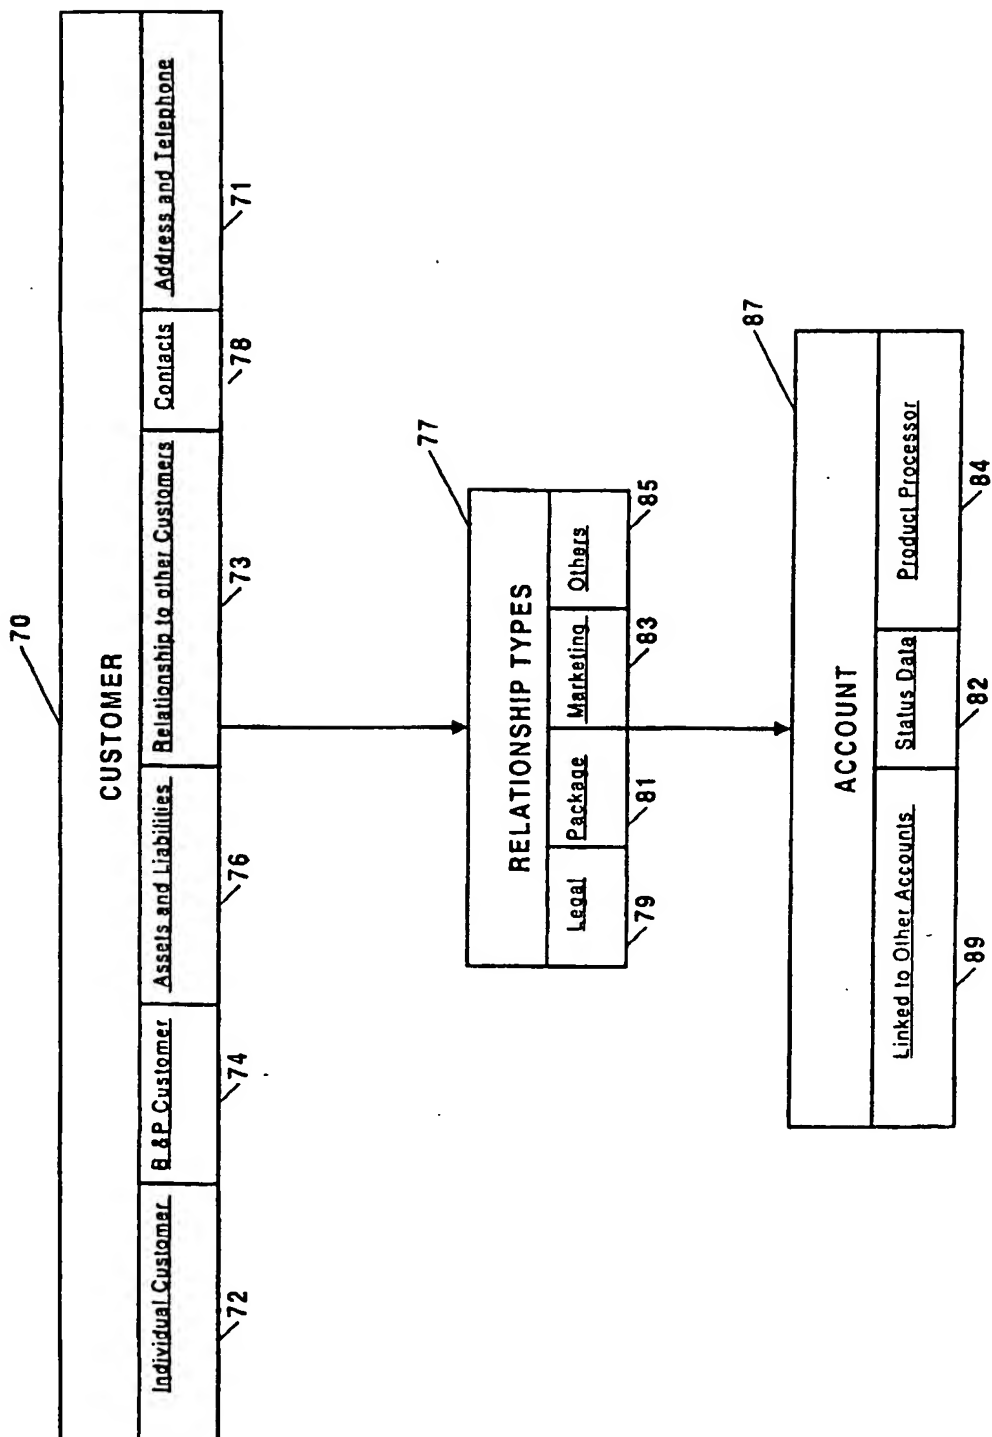 70
CUSTOMER
Individual Customer
B &P Customer
Assets and Liabilities
Relationship to other Customers
Contacts
Address and Telephone
72
74
76
73
78
71
77
RELATIONSHIP TYPES
Legal
Package
Marketing
Others
79
81
83
85
87
ACCOUNT
Linked to Other Accounts
Status Data
Product Processor
89
82
84